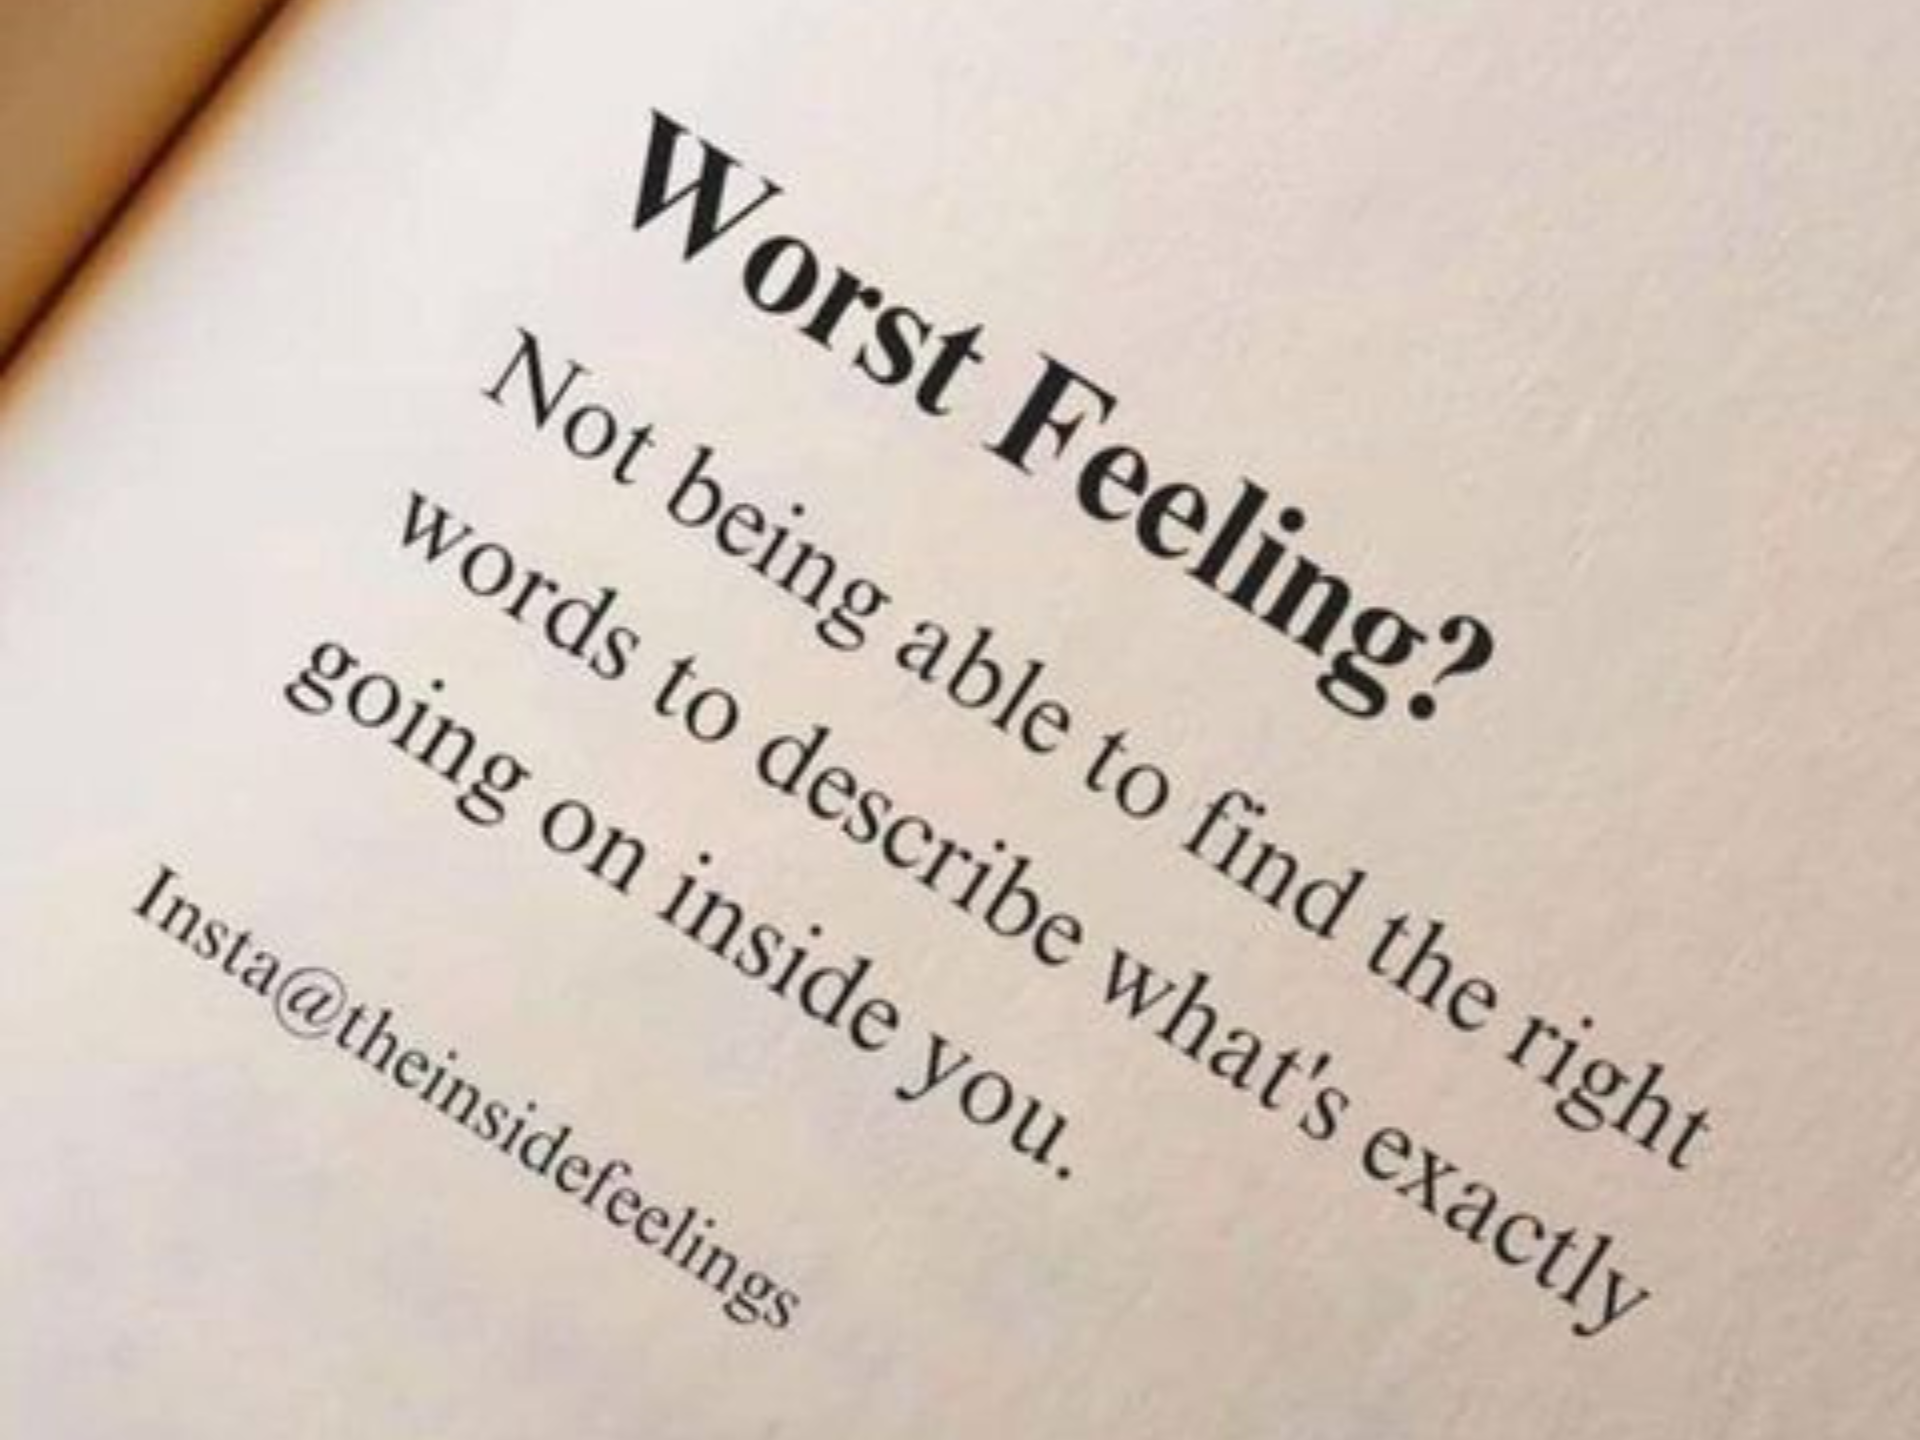 Worst Feeling?
Not being able to find the right
words to describe what's exactly
going on inside you.
Insta@theinsidefeelings